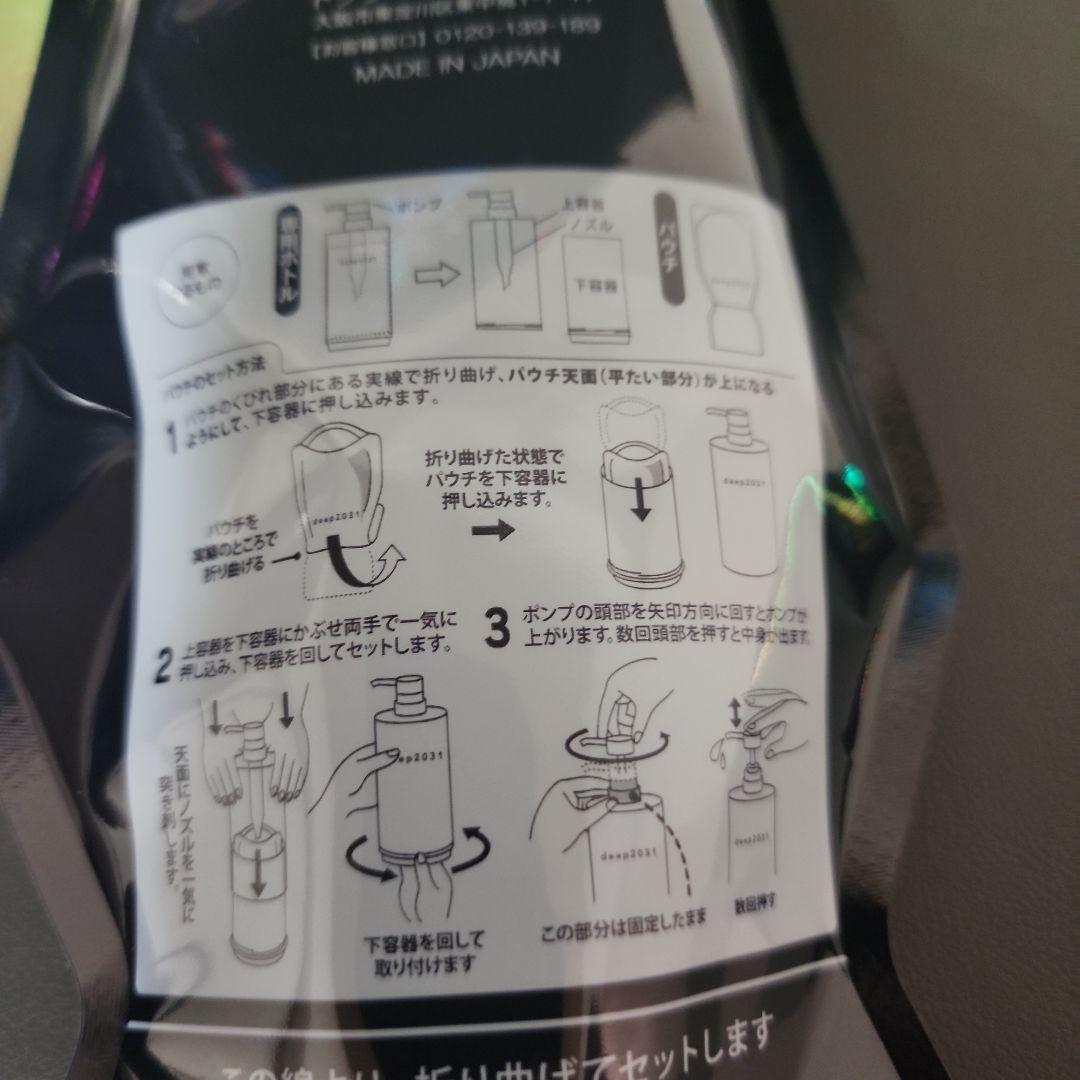 【お客様窓口】0120-139-189
MADE IN JAPAN
専用ボトル
ポンプ
上容器
ノズル
下容器
パウチ
deep2031
パウチのセット方法
1 パウチのくびれ部分にある実線で折り曲げ、パウチ天面(平たい部分)が上になる
ようにして、下容器に押し込みます。
パウチを
実線のところで
折り曲げる
deep2031
折り曲げた状態で
パウチを下容器に
押し込みます。
deep2031
2 上容器を下容器にかぶせ両手で一気に
押し込み、下容器を回してセットします。
天面にノズルを一気に
突き刺します。
deep2031
下容器を回して
取り付けます
3 ポンプの頭部を矢印方向に回すとポンプが
上がります。数回頭部を押すと中身が出ます。
deep2031
この部分は固定したまま
deep2031
数回押す
この線より、折り曲げてセットします